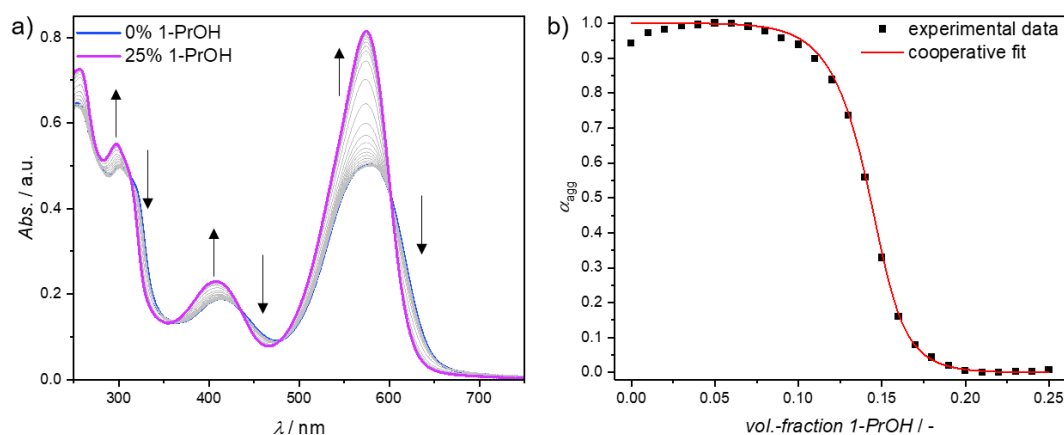 a)
0% 1-PrOH
25% 1-PrOH
0.8
0.6
0.4
0.2
0.0
Abs. / a.u.
300 400 500 600 700
λ / nm
b)
experimental data
cooperative fit
1.0
0.9
0.8
0.7
0.6
0.5
0.4
0.3
0.2
0.1
0.0
αagg
0.00 0.05 0.10 0.15 0.20 0.25
vol.-fraction 1-PrOH / -